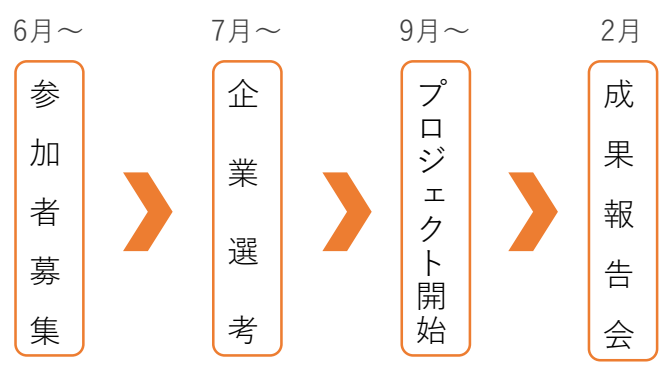 6月～
参加者募集
7月～
企業選考
9月～
プロジェクト開始
2月
成果報告会